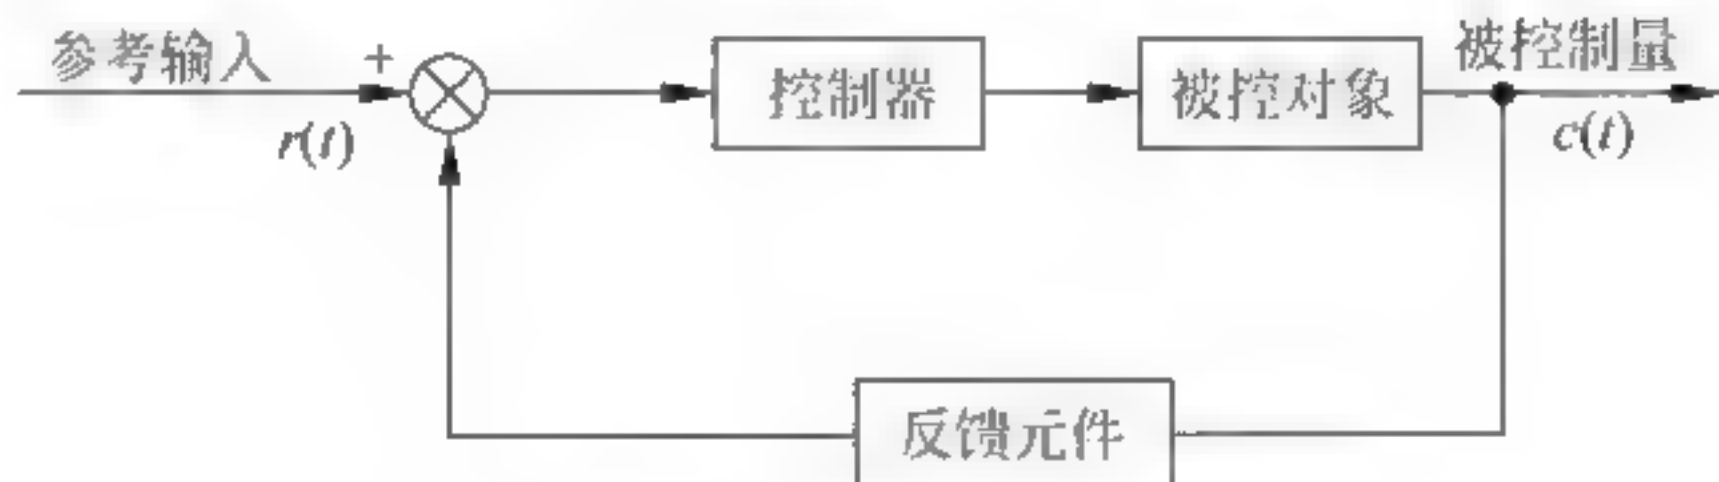 参考输入
+
r(t)
控制器
被控对象
被控制量
c(t)
反馈元件